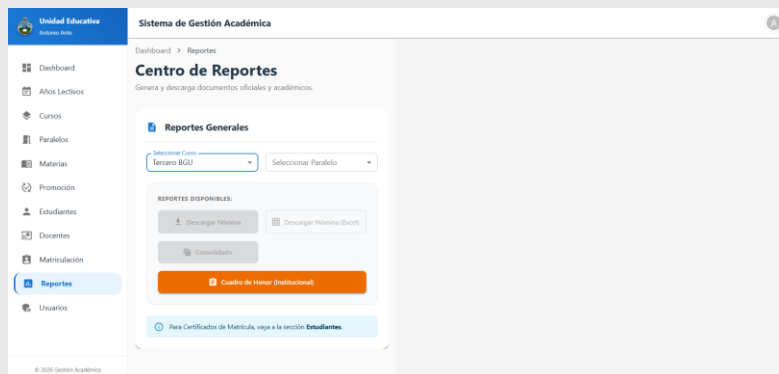 Unidad Educativa
Antonio Ante
Sistema de Gestión Académica
A
Dashboard > Reportes
Centro de Reportes
Genera y descarga documentos oficiales y académicos.
Dashboard
Años Lectivos
Cursos
Paralelos
Materias
Promoción
Estudiantes
Docentes
Matriculación
Reportes
Usuarios
© 2026 Gestión Académica
Reportes Generales
Seleccionar Curso
Tercero BGU
Seleccionar Paralelo
REPORTES DISPONIBLES:
Descargar Nómina
Descargar Nómina (Excel)
Consolidado
Cuadro de Honor (Institucional)
Para Certificados de Matrícula, vaya a la sección Estudiantes.